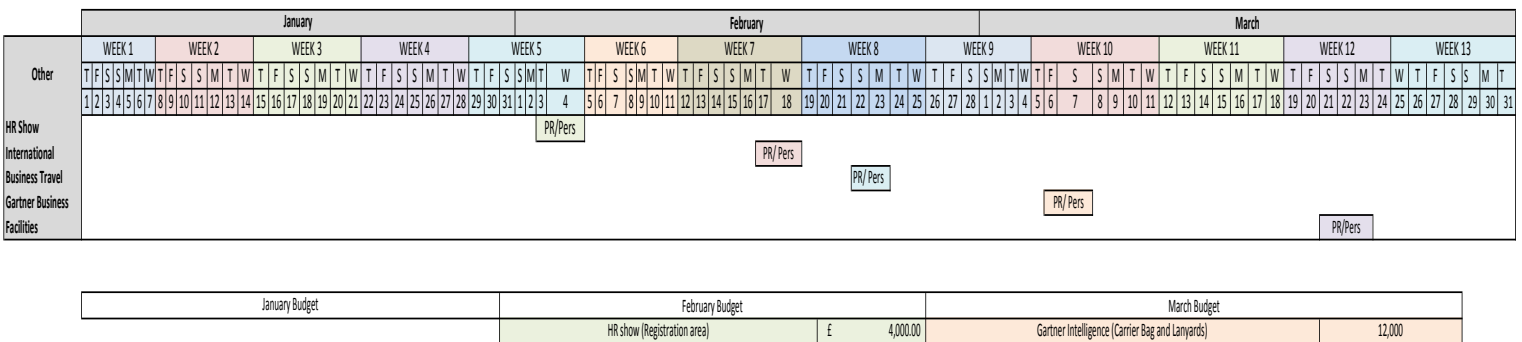 January February March
WEEK 1 WEEK 2 WEEK 3 WEEK 4 WEEK 5 WEEK 6 WEEK 7 WEEK 8 WEEK 9 WEEK 10 WEEK 11 WEEK 12 WEEK 13
Other T F S S M T W T F S S M T W T F S S M T W T F S S M T W T F S S M T W T F S S M T W T F S S M T W T F S S M T W T F S S M T W T F S S M T W T F S S M T W T F S S M T W T F S S M T
1 2 3 4 5 6 7 8 9 10 11 12 13 14 15 16 17 18 19 20 21 22 23 24 25 26 27 28 29 30 31 1 2 3 4 5 6 7 8 9 10 11 12 13 14 15 16 17 18 19 20 21 22 23 24 25 26 27 28 1 2 3 4 5 6 7 8 9 10 11 12 13 14 15 16 17 18 19 20 21 22 23 24 25 26 27 28 29 30 31
HR Show PR/Pers
International PR/ Pers
Business Travel PR/ Pers
Gartner Business PR/ Pers
Facilities PR/Pers
January Budget February Budget March Budget
HR show (Registration area) £ 4,000.00 Gartner Intelligence (Carrier Bag and Lanyards) 12,000